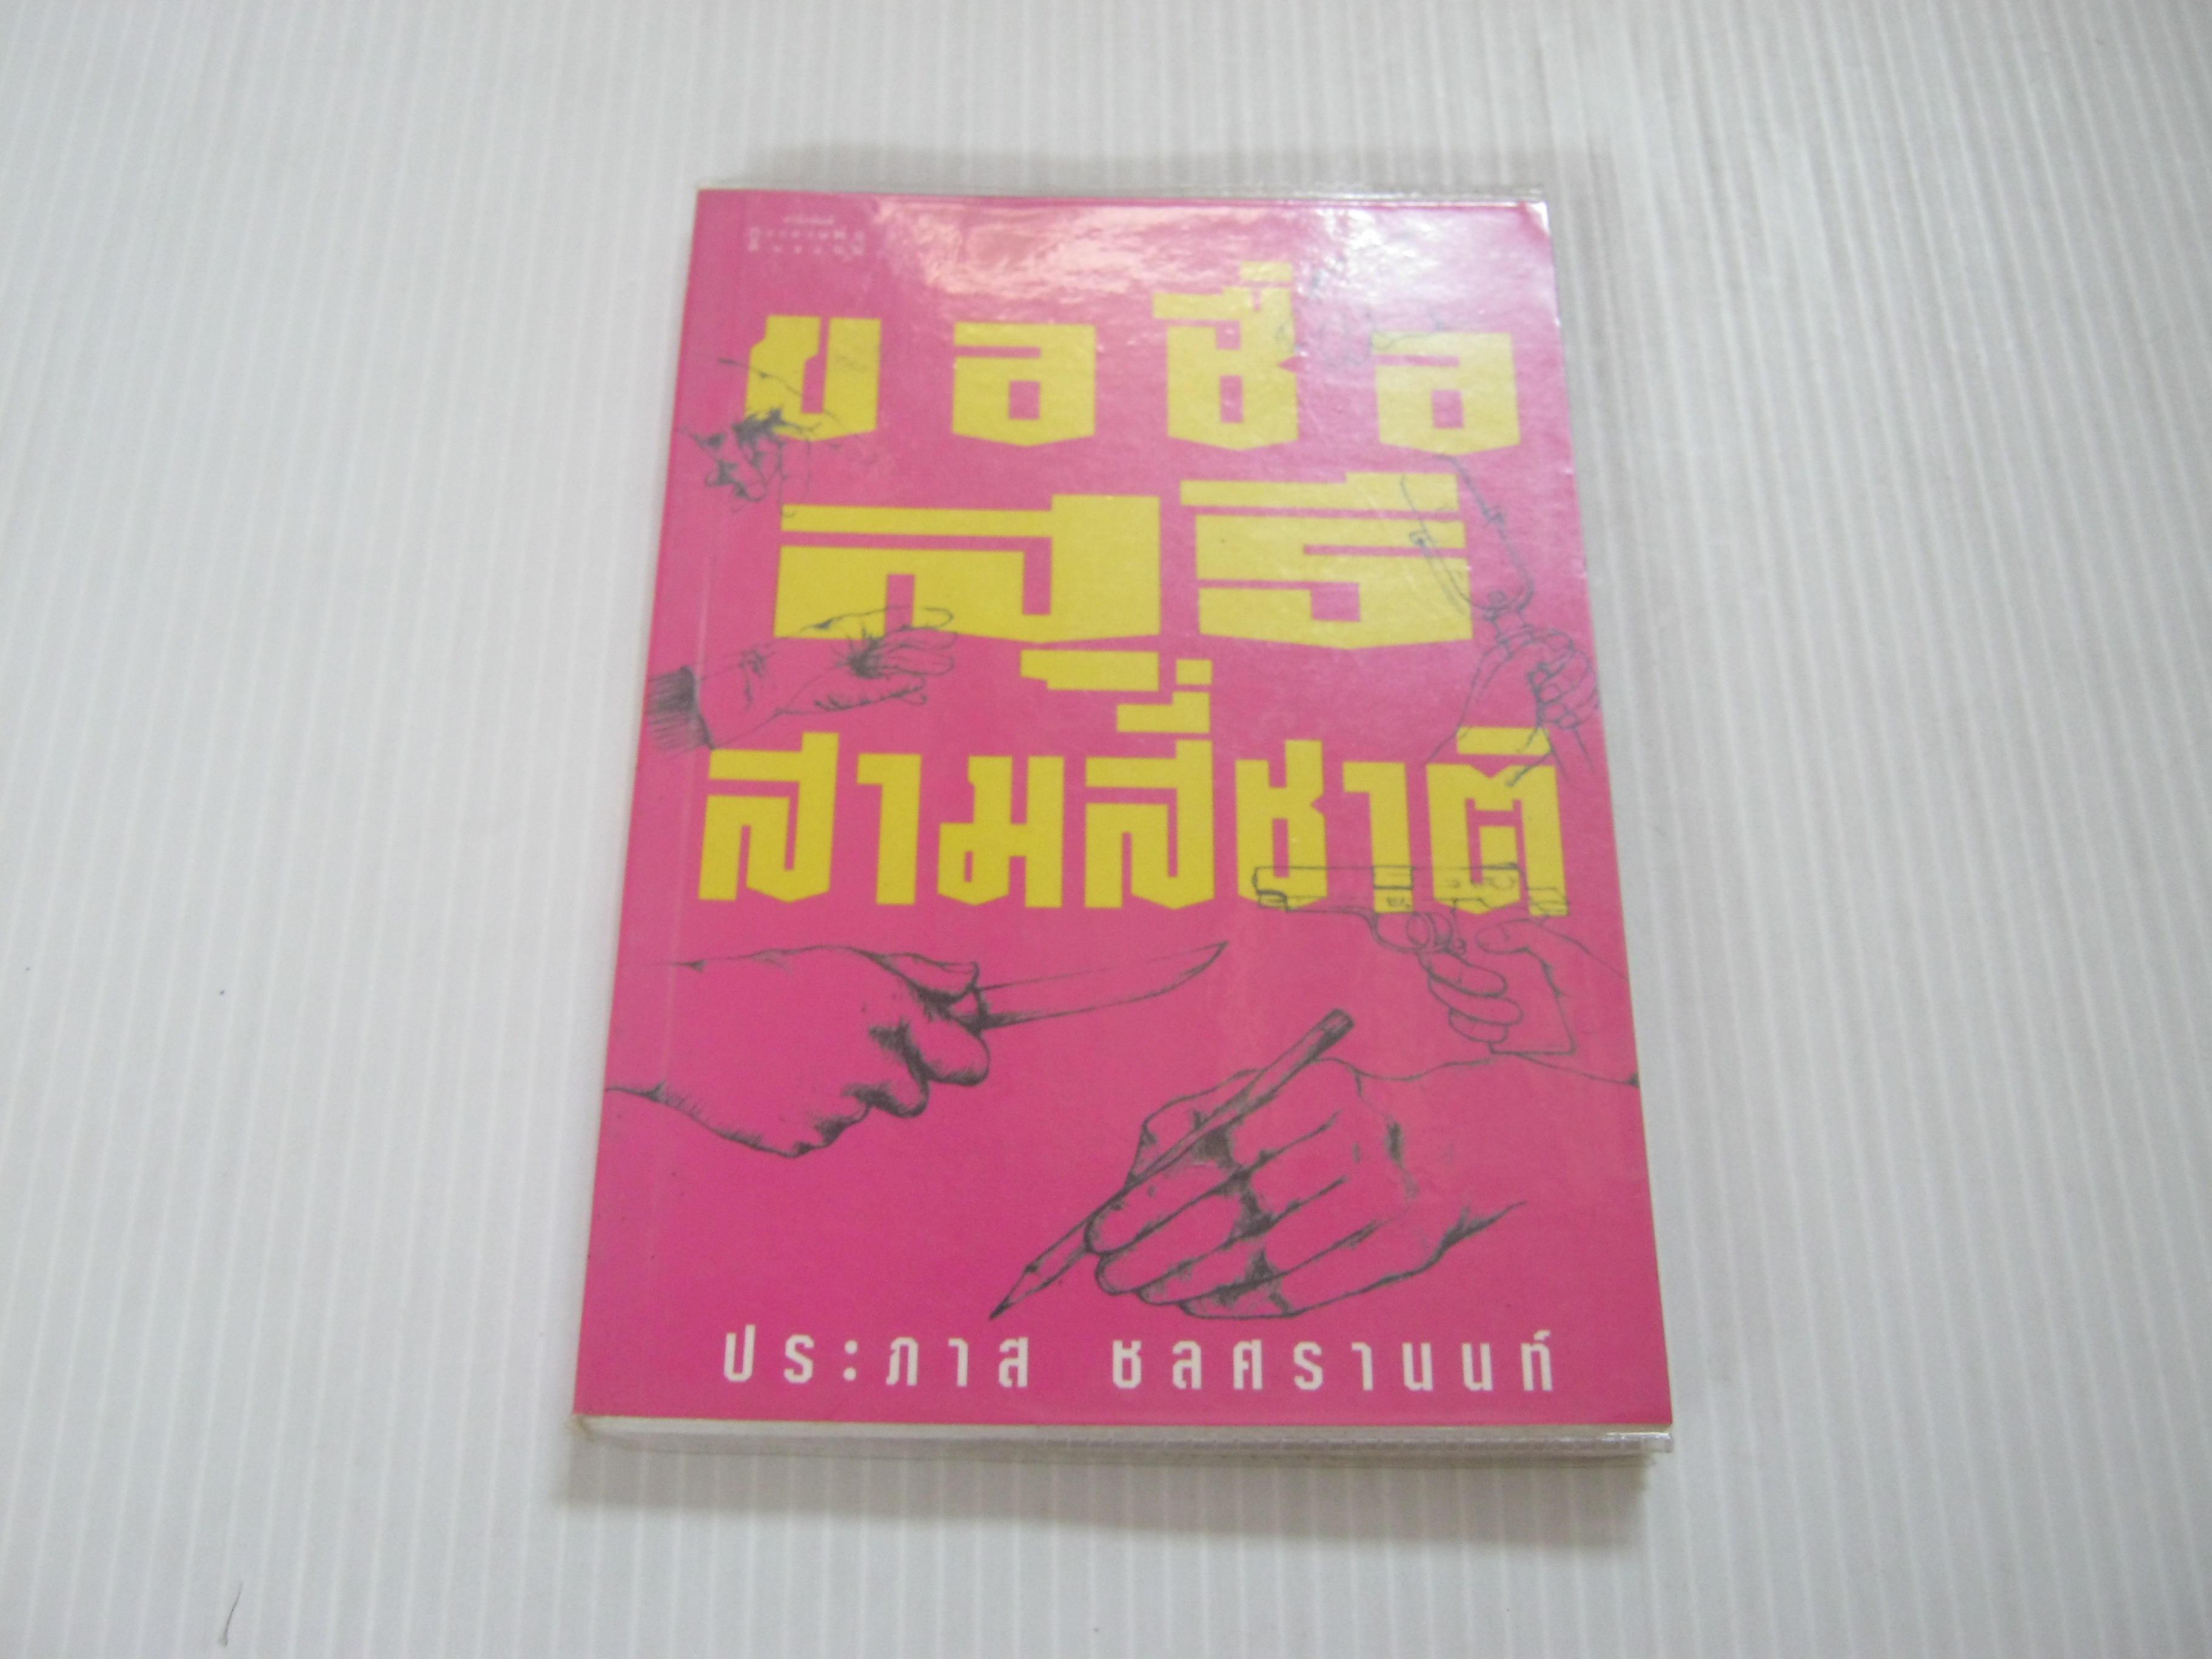 ขอชื่อ
สุธี
สามสี่ชาติ
ประภาส ชลศรานนท์